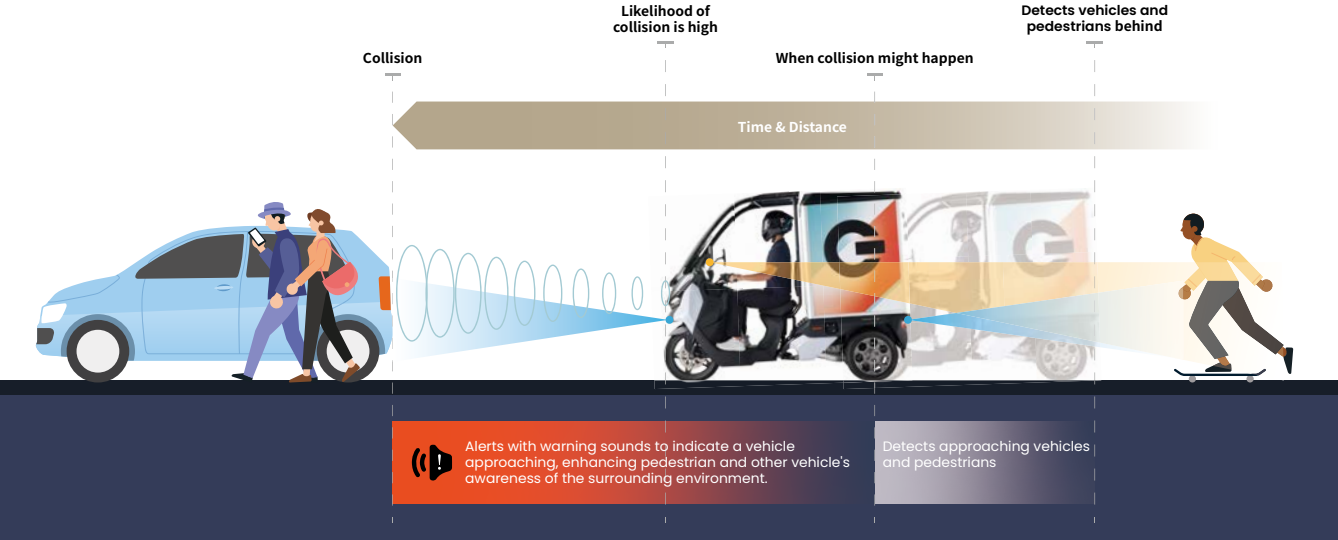 Likelihood of
collision is high
Detects vehicles and
pedestrians behind
Collision
When collision might happen
Time & Distance
G
Alerts with warning sounds to indicate a vehicle
approaching, enhancing pedestrian and other vehicle's
awareness of the surrounding environment.
Detects approaching vehicles
and pedestrians